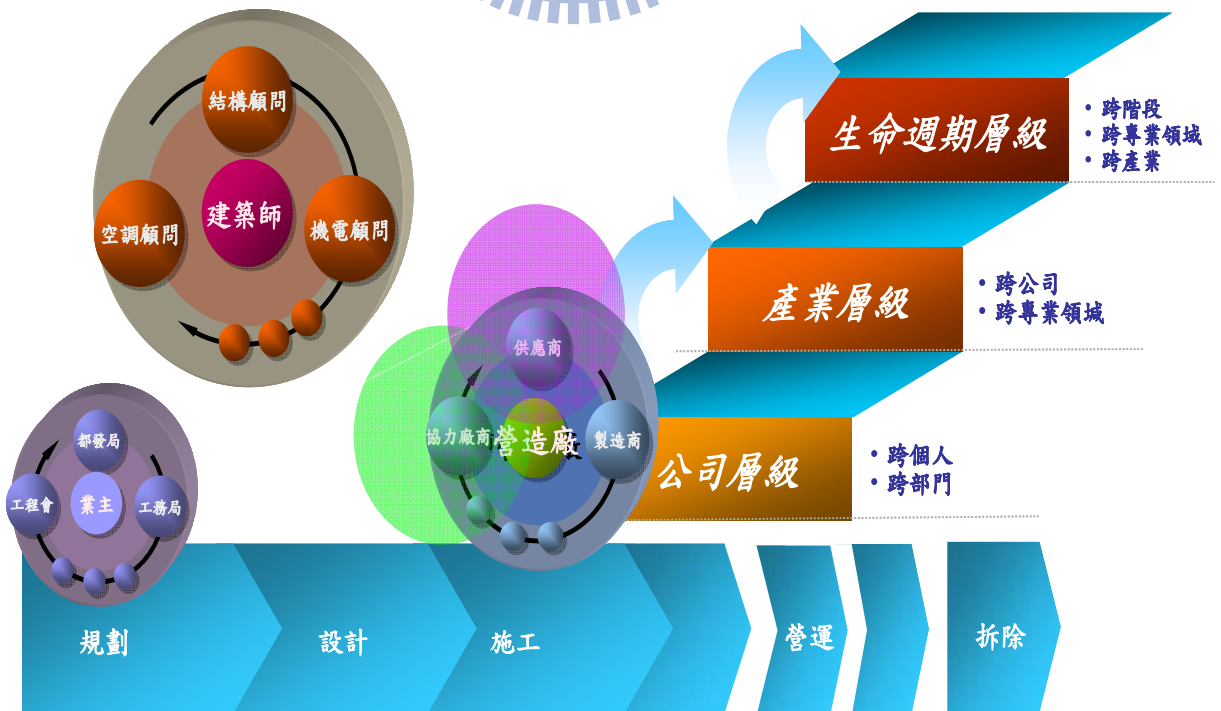 結構顧問
建築師
空調顧問
機電顧問
生命週期層級
• 跨階段
• 跨專業領域
• 跨產業
產業層級
• 跨公司
• 跨專業領域
供應商
協力廠商
營造廠
製造商
公司層級
• 跨個人
• 跨部門
都發局
工程會
業主
工務局
規劃
設計
施工
營運
拆除